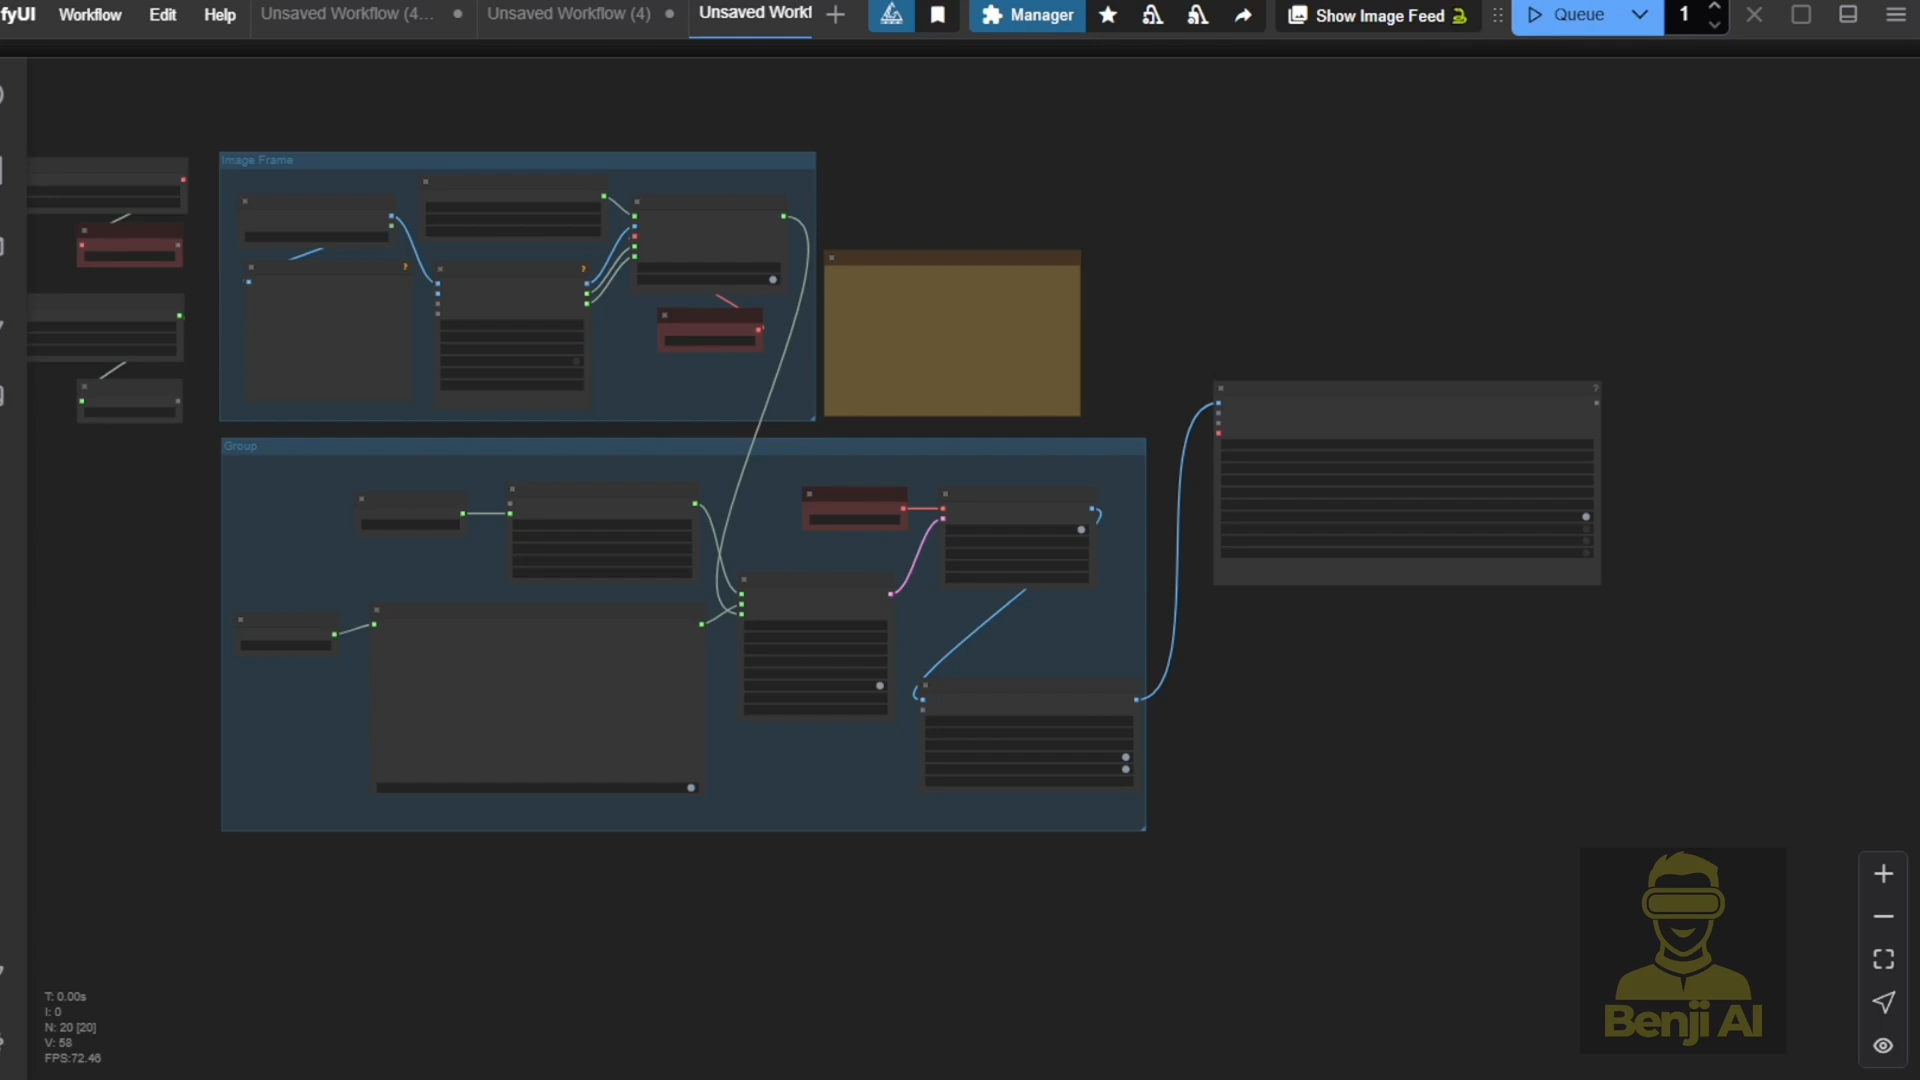 fyUI
Workflow
Edit
Help
Unsaved Workflow (4...
Unsaved Workflow (4)
Unsaved Workf
Manager
Show Image Feed
Queue
1
Image Frame
Group
T: 0.00s
I: 0
N: 20 [20]
V: 58
FPS:72.46
Benji AI